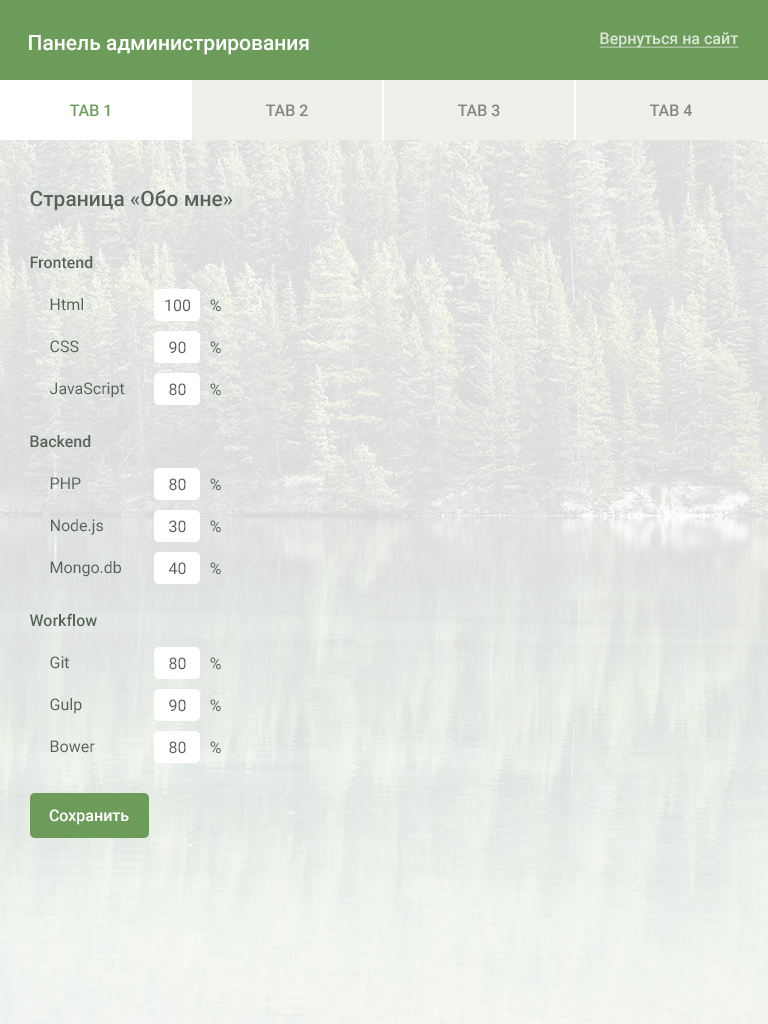 Панель администрирования
Вернуться на сайт
TAB 1
TAB 2
TAB 3
TAB 4
Страница «Обо мне»
Frontend
Html 100 %
CSS 90 %
JavaScript 80 %
Backend
PHP 80 %
Node.js 30 %
Mongo.db 40 %
Workflow
Git 80 %
Gulp 90 %
Bower 80 %
Сохранить